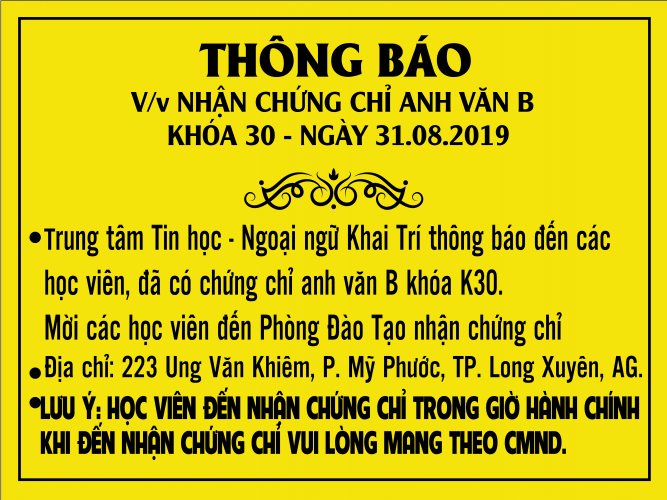 THÔNG BÁO
V/v NHẬN CHỨNG CHỈ ANH VĂN B
KHÓA 30 - NGÀY 31.08.2019
•Trung tâm Tin học - Ngoại ngữ Khai Trí thông báo đến các
học viên, đã có chứng chỉ anh văn B khóa K30.
Mời các học viên đến Phòng Đào Tạo nhận chứng chỉ
•Địa chỉ: 223 Ung Văn Khiêm, P. Mỹ Phước, TP. Long Xuyên, AG.
•LƯU Ý: HỌC VIÊN ĐẾN NHẬN CHỨNG CHỈ TRONG GIỜ HÀNH CHÍNH
KHI ĐẾN NHẬN CHỨNG CHỈ VUI LÒNG MANG THEO CMND.